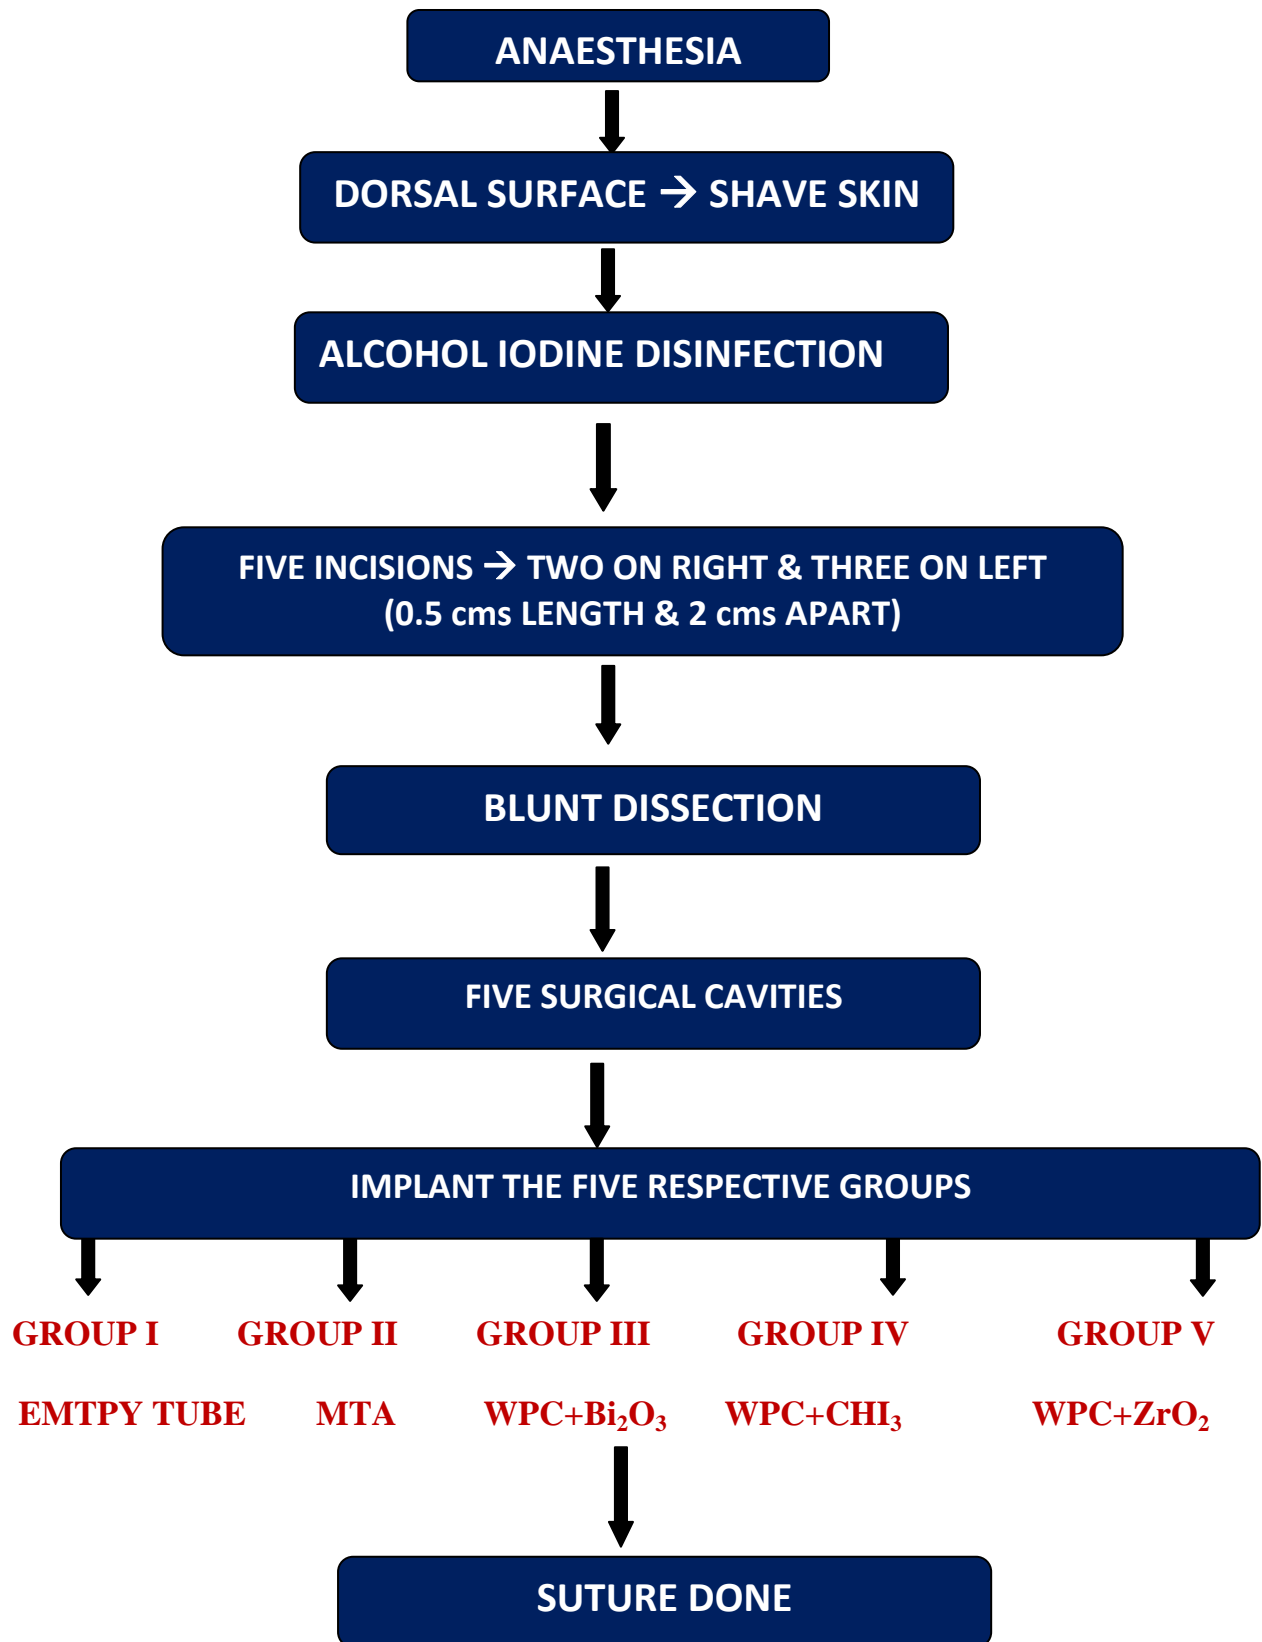 ANAESTHESIA
DORSAL SURFACE → SHAVE SKIN
ALCOHOL IODINE DISINFECTION
FIVE INCISIONS → TWO ON RIGHT & THREE ON LEFT
(0.5 cms LENGTH & 2 cms APART)
BLUNT DISSECTION
FIVE SURGICAL CAVITIES
IMPLANT THE FIVE RESPECTIVE GROUPS
GROUP I GROUP II GROUP III GROUP IV GROUP V
EMTPY TUBE MTA WPC+Bi₂O₃ WPC+CHI₃ WPC+ZrO₂
SUTURE DONE